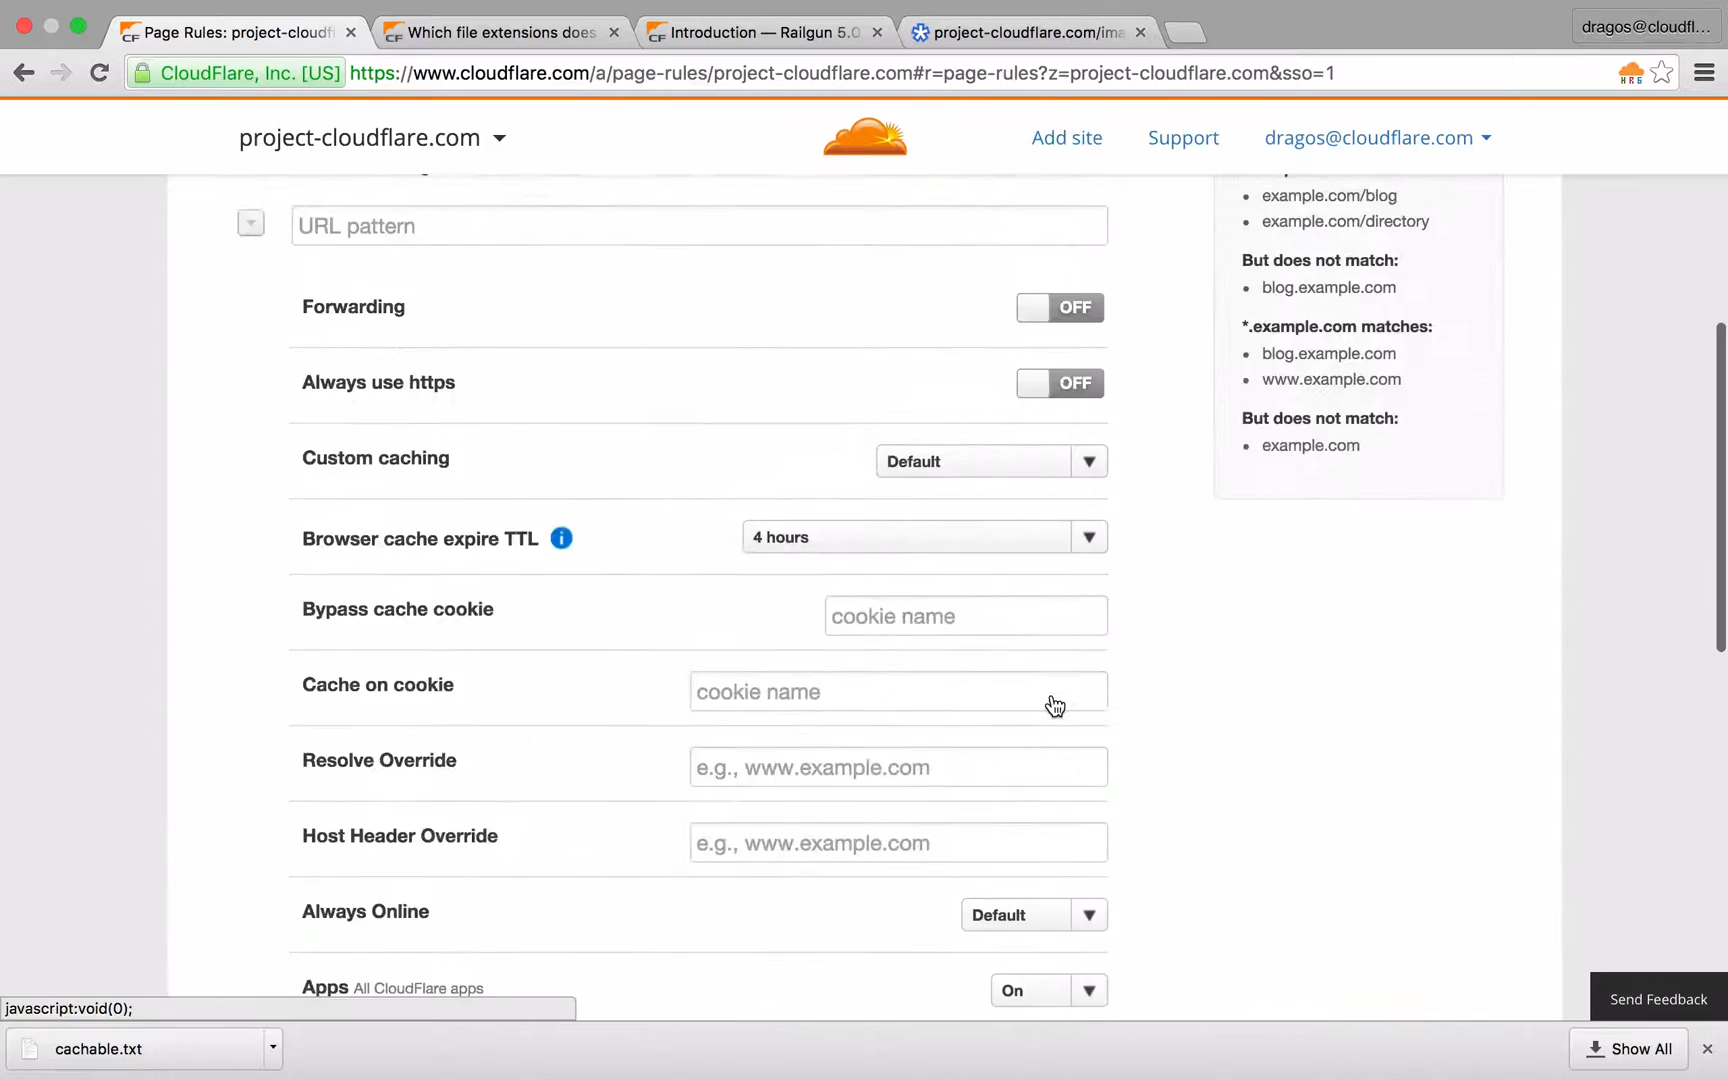 Page Rules: project-cloudfl
Which file extensions does
Introduction — Railgun 5.0
project-cloudflare.com/ima
dragos@cloudfl...
CloudFlare, Inc. [US]
https://www.cloudflare.com/a/page-rules/project-cloudflare.com#r=page-rules?z=project-cloudflare.com&sso=1
HRG
project-cloudflare.com
Add site
Support
dragos@cloudflare.com
URL pattern
Forwarding
OFF
Always use https
OFF
Custom caching
Default
Browser cache expire TTL
i
4 hours
Bypass cache cookie
cookie name
Cache on cookie
cookie name
Resolve Override
e.g., www.example.com
Host Header Override
e.g., www.example.com
Always Online
Default
Apps All CloudFlare apps
On
example.com/blog
example.com/directory
But does not match:
blog.example.com
*.example.com matches:
blog.example.com
www.example.com
But does not match:
example.com
Send Feedback
javascript:void(0);
cachable.txt
Show All